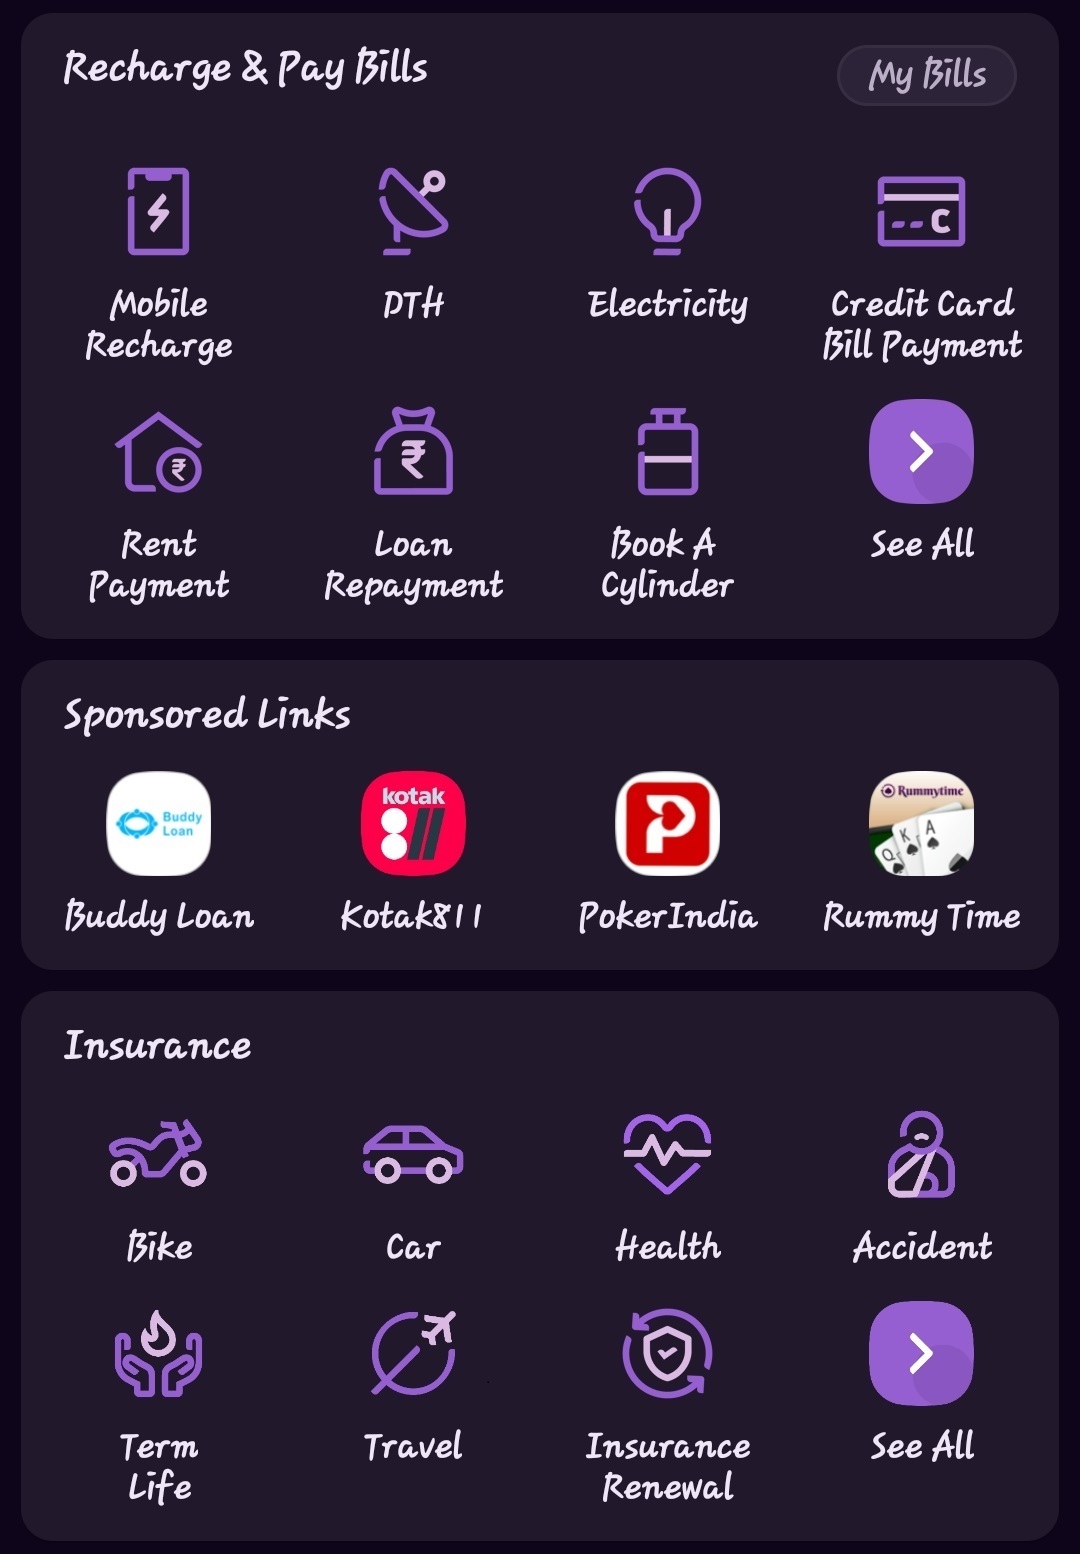 Recharge & Pay Bills
My Bills
C
Mobile
Recharge
DTH
Electricity
Credit Card
Bill Payment
₹
₹
Rent
Payment
Loan
Repayment
Book A
Cylinder
See All
Sponsored Links
Buddy
Loan
kotak
811
P
Rummytime
Q K A
Buddy Loan
Kotak811
PokerIndia
Rummy Time
Insurance
Bike
Car
Health
Accident
Term
Life
Travel
Insurance
Renewal
See All